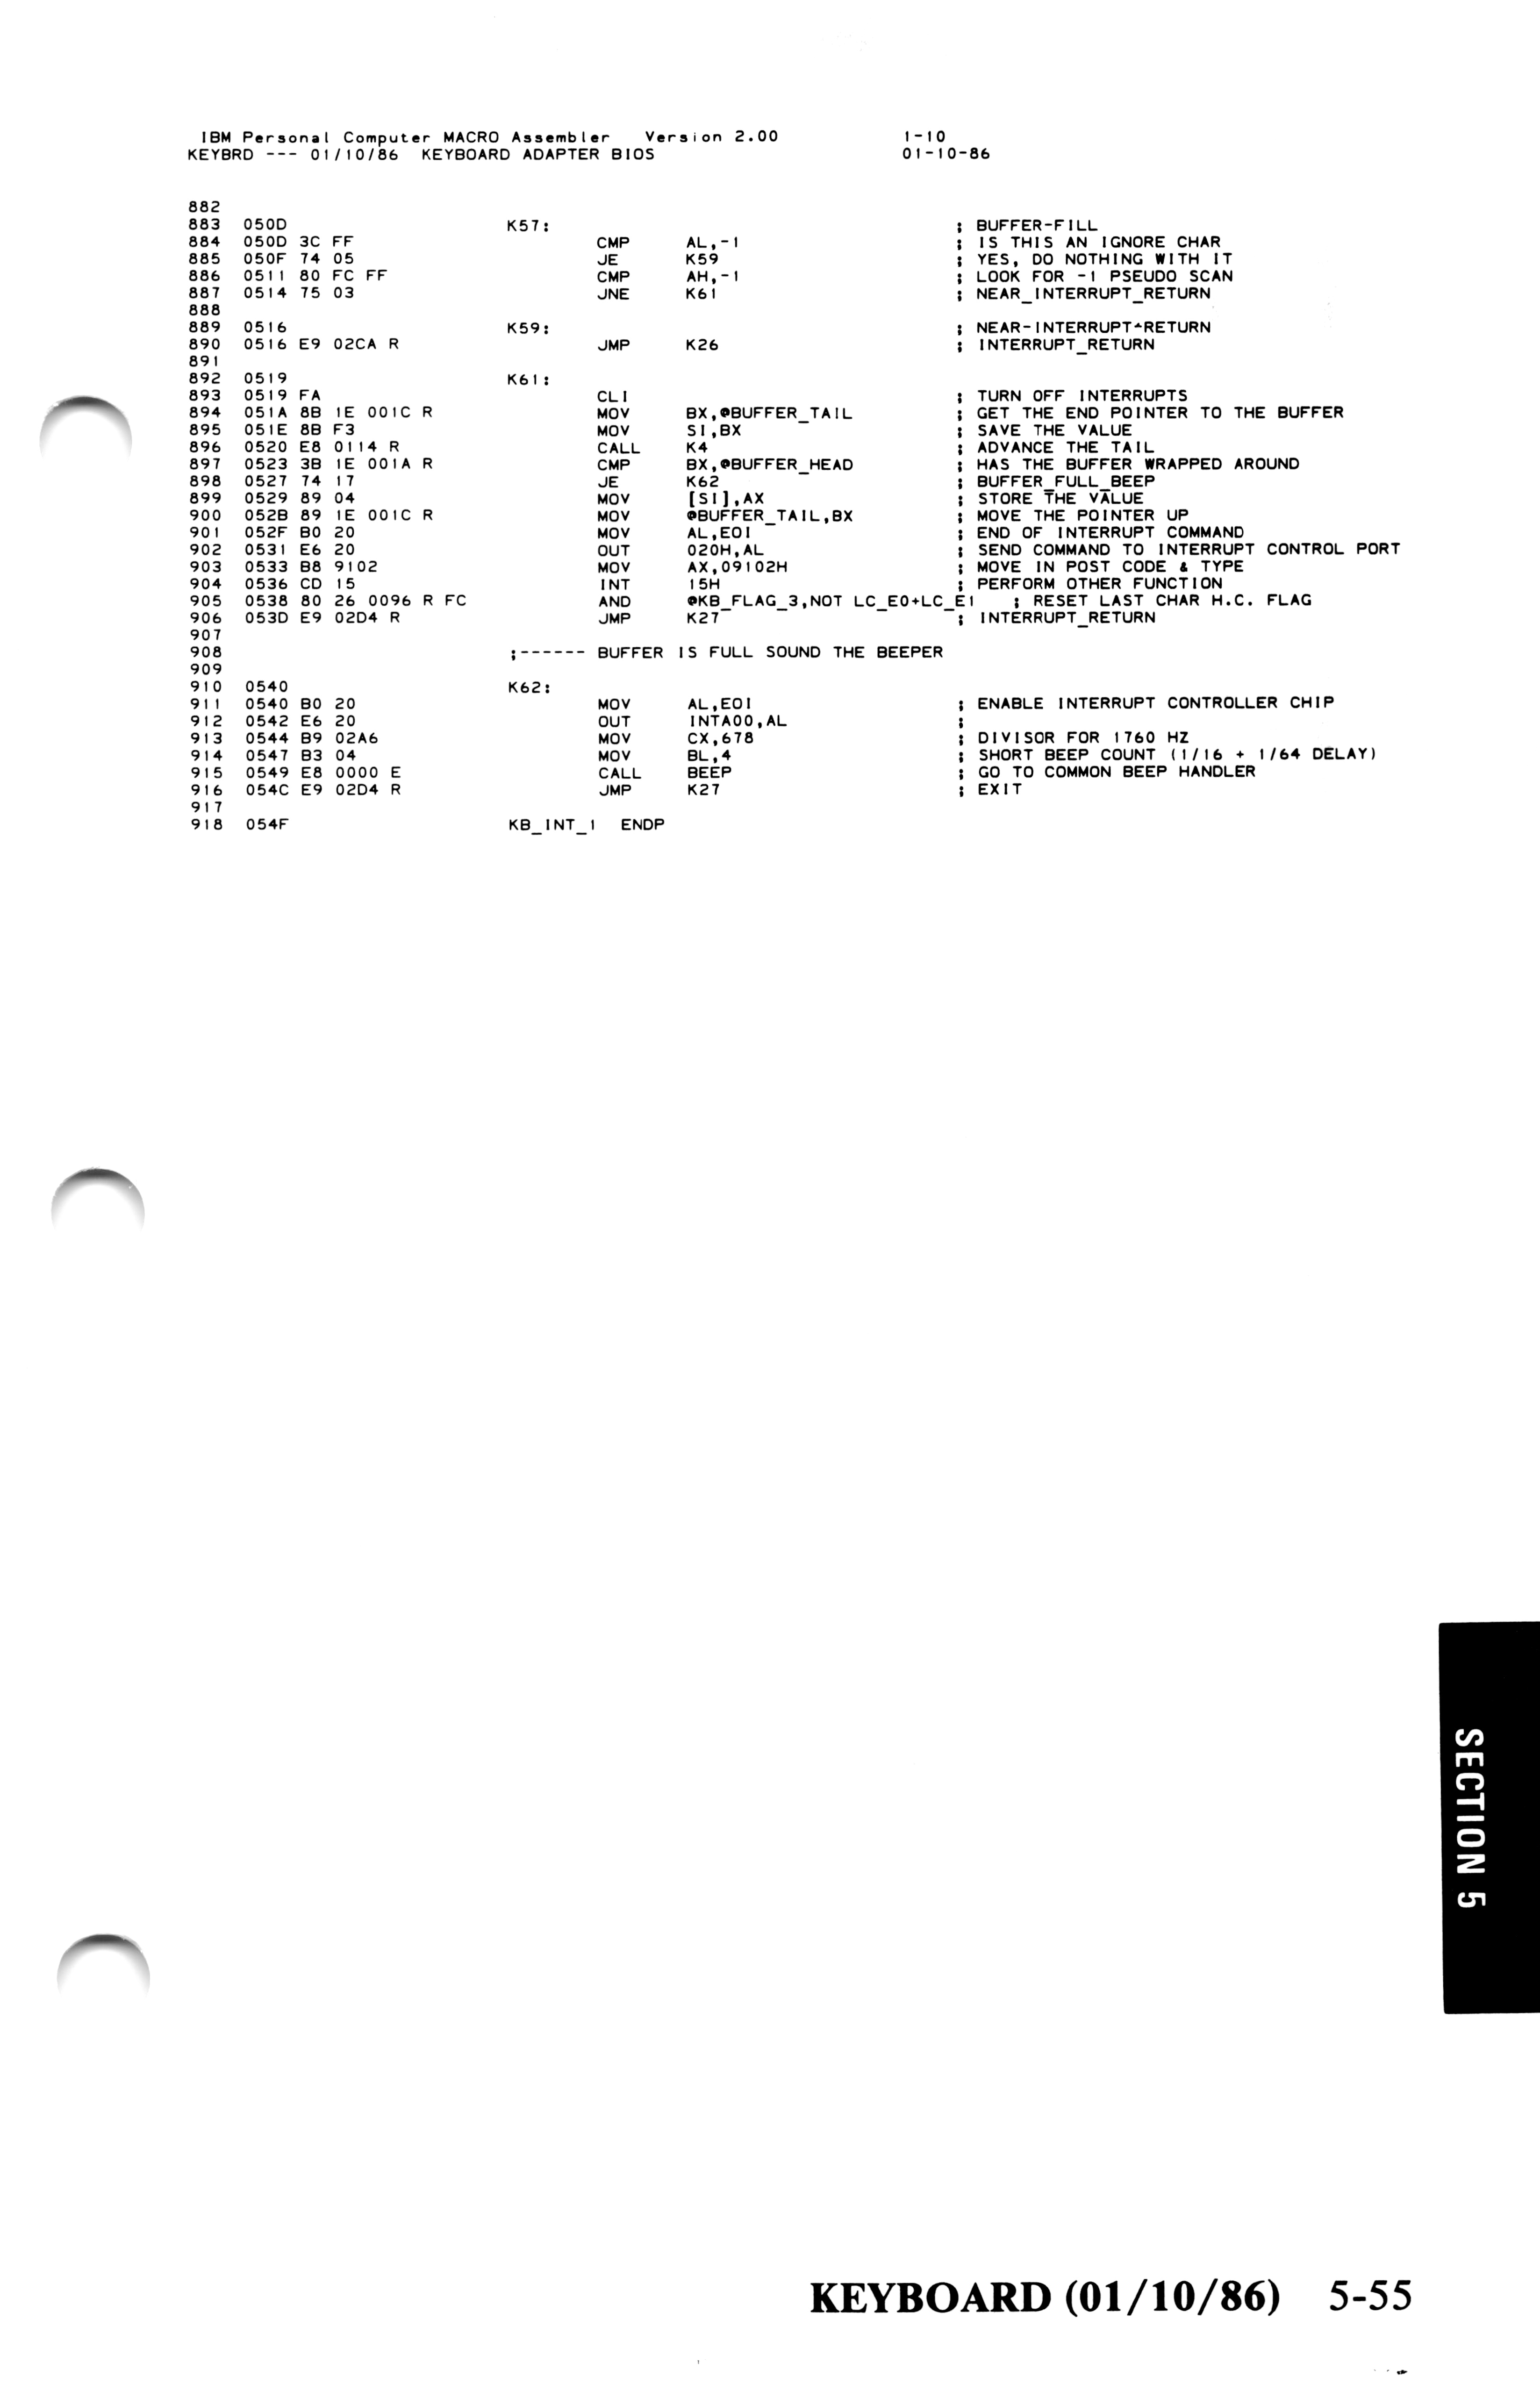 IBM Personal Computer MACRO Assembler   Version 2.00          1-10
KEYBRD --- 01/10/86  KEYBOARD ADAPTER BIOS                    01-10-86
882
883  050D                    K57:                                    ; BUFFER-FILL
884  050D 3C FF                        CMP     AL,-1                 ; IS THIS AN IGNORE CHAR
885  050F 74 05                        JE      K59                   ; YES, DO NOTHING WITH IT
886  0511 80 FC FF                     CMP     AH,-1                 ; LOOK FOR -1 PSEUDO SCAN
887  0514 75 03                        JNE     K61                   ; NEAR_INTERRUPT_RETURN
888
889  0516                    K59:                                    ; NEAR-INTERRUPT-RETURN
890  0516 E9 02CA R                    JMP     K26                   ; INTERRUPT_RETURN
891
892  0519                    K61:
893  0519 FA                           CLI                           ; TURN OFF INTERRUPTS
894  051A 8B 1E 001C R                 MOV     BX,@BUFFER_TAIL       ; GET THE END POINTER TO THE BUFFER
895  051E 8B F3                        MOV     SI,BX                 ; SAVE THE VALUE
896  0520 E8 0114 R                    CALL    K4                    ; ADVANCE THE TAIL
897  0523 3B 1E 001A R                 CMP     BX,@BUFFER_HEAD       ; HAS THE BUFFER WRAPPED AROUND
898  0527 74 17                        JE      K62                   ; BUFFER_FULL_BEEP
899  0529 89 04                        MOV     [SI],AX               ; STORE THE VALUE
900  052B 89 1E 001C R                 MOV     @BUFFER_TAIL,BX       ; MOVE THE POINTER UP
901  052F B0 20                        MOV     AL,EOI                ; END OF INTERRUPT COMMAND
902  0531 E6 20                        OUT     020H,AL               ; SEND COMMAND TO INTERRUPT CONTROL PORT
903  0533 B8 9102                      MOV     AX,09102H             ; MOVE IN POST CODE & TYPE
904  0536 CD 15                        INT     15H                   ; PERFORM OTHER FUNCTION
905  0538 80 26 0096 R FC              AND     @KB_FLAG_3,NOT LC_E0+LC_E1    ; RESET LAST CHAR H.C. FLAG
906  053D E9 02D4 R                    JMP     K27                   ; INTERRUPT_RETURN
907
908                          ;------ BUFFER IS FULL SOUND THE BEEPER
909
910  0540                    K62:
911  0540 B0 20                        MOV     AL,EOI                ; ENABLE INTERRUPT CONTROLLER CHIP
912  0542 E6 20                        OUT     INTA00,AL             ;
913  0544 B9 02A6                      MOV     CX,678                ; DIVISOR FOR 1760 HZ
914  0547 B3 04                        MOV     BL,4                  ; SHORT BEEP COUNT (1/16 + 1/64 DELAY)
915  0549 E8 0000 E                    CALL    BEEP                  ; GO TO COMMON BEEP HANDLER
916  054C E9 02D4 R                    JMP     K27                   ; EXIT
917
918  054F                    KB_INT_1  ENDP
SECTION 5
KEYBOARD (01/10/86)   5-55